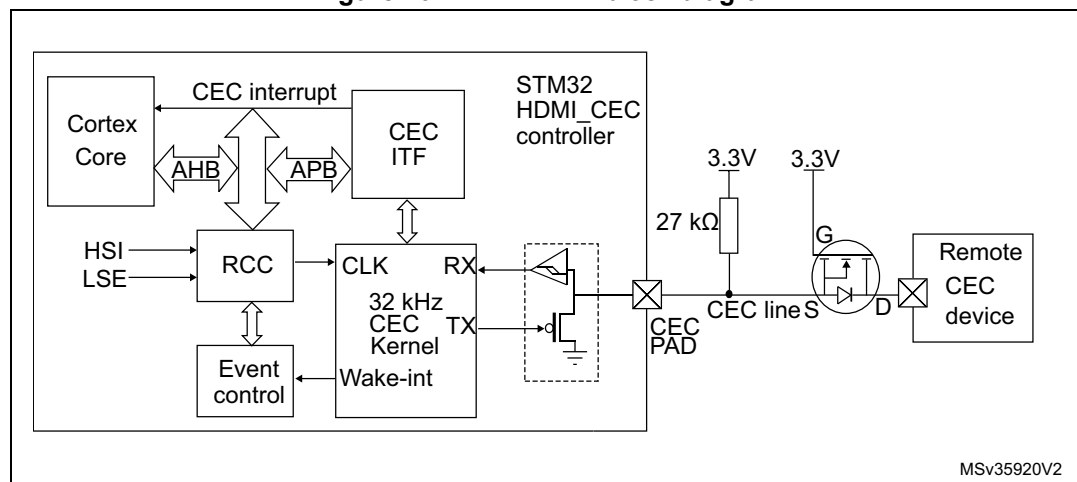 STM32
HDMI_CEC
controller
CEC interrupt
Cortex
Core
CEC
ITF
AHB
APB
3.3V
3.3V
27 kΩ
HSI
LSE
RCC
CLK
RX
32 kHz
CEC
Kernel
TX
Wake-int
Event
control
CEC
PAD
CEC line
S
G
D
Remote
CEC
device
MSv35920V2